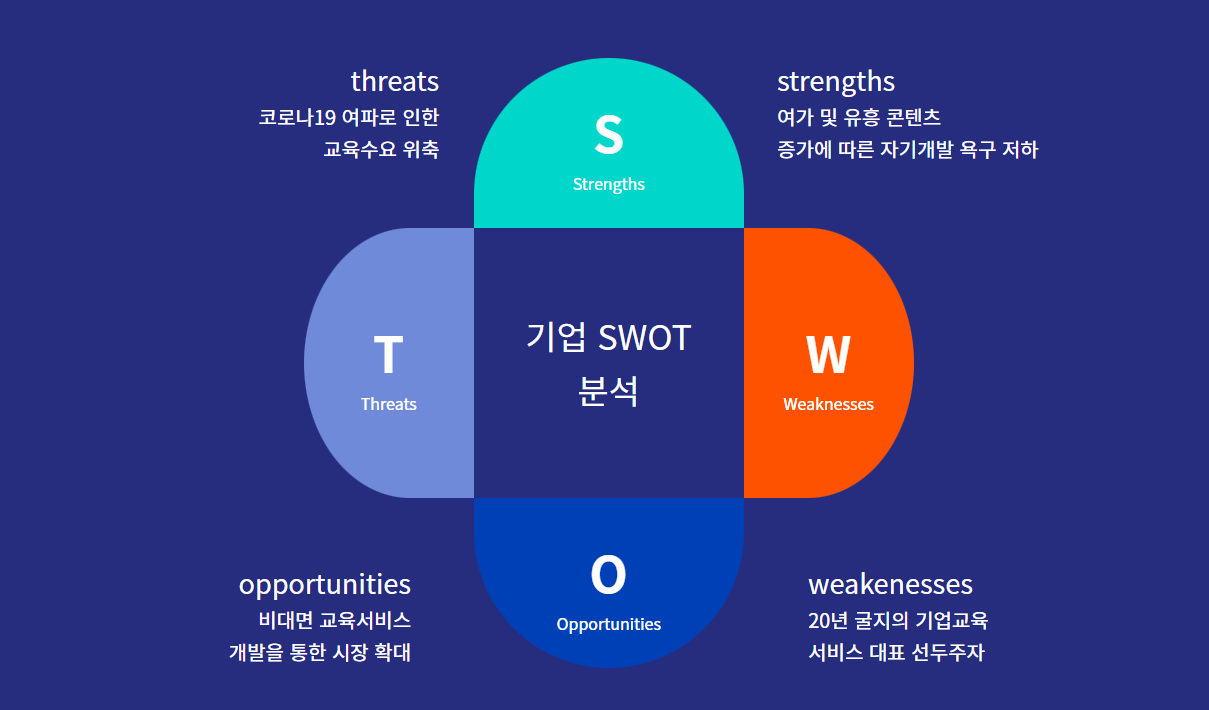 threats
코로나19 여파로 인한
교육수요 위축
strengths
여가 및 유흥 콘텐츠
증가에 따른 자기개발 욕구 저하
S
Strengths
T
Threats
기업 SWOT
분석
W
Weaknesses
O
Opportunities
opportunities
비대면 교육서비스
개발을 통한 시장 확대
weakenesses
20년 굴지의 기업교육
서비스 대표 선두주자